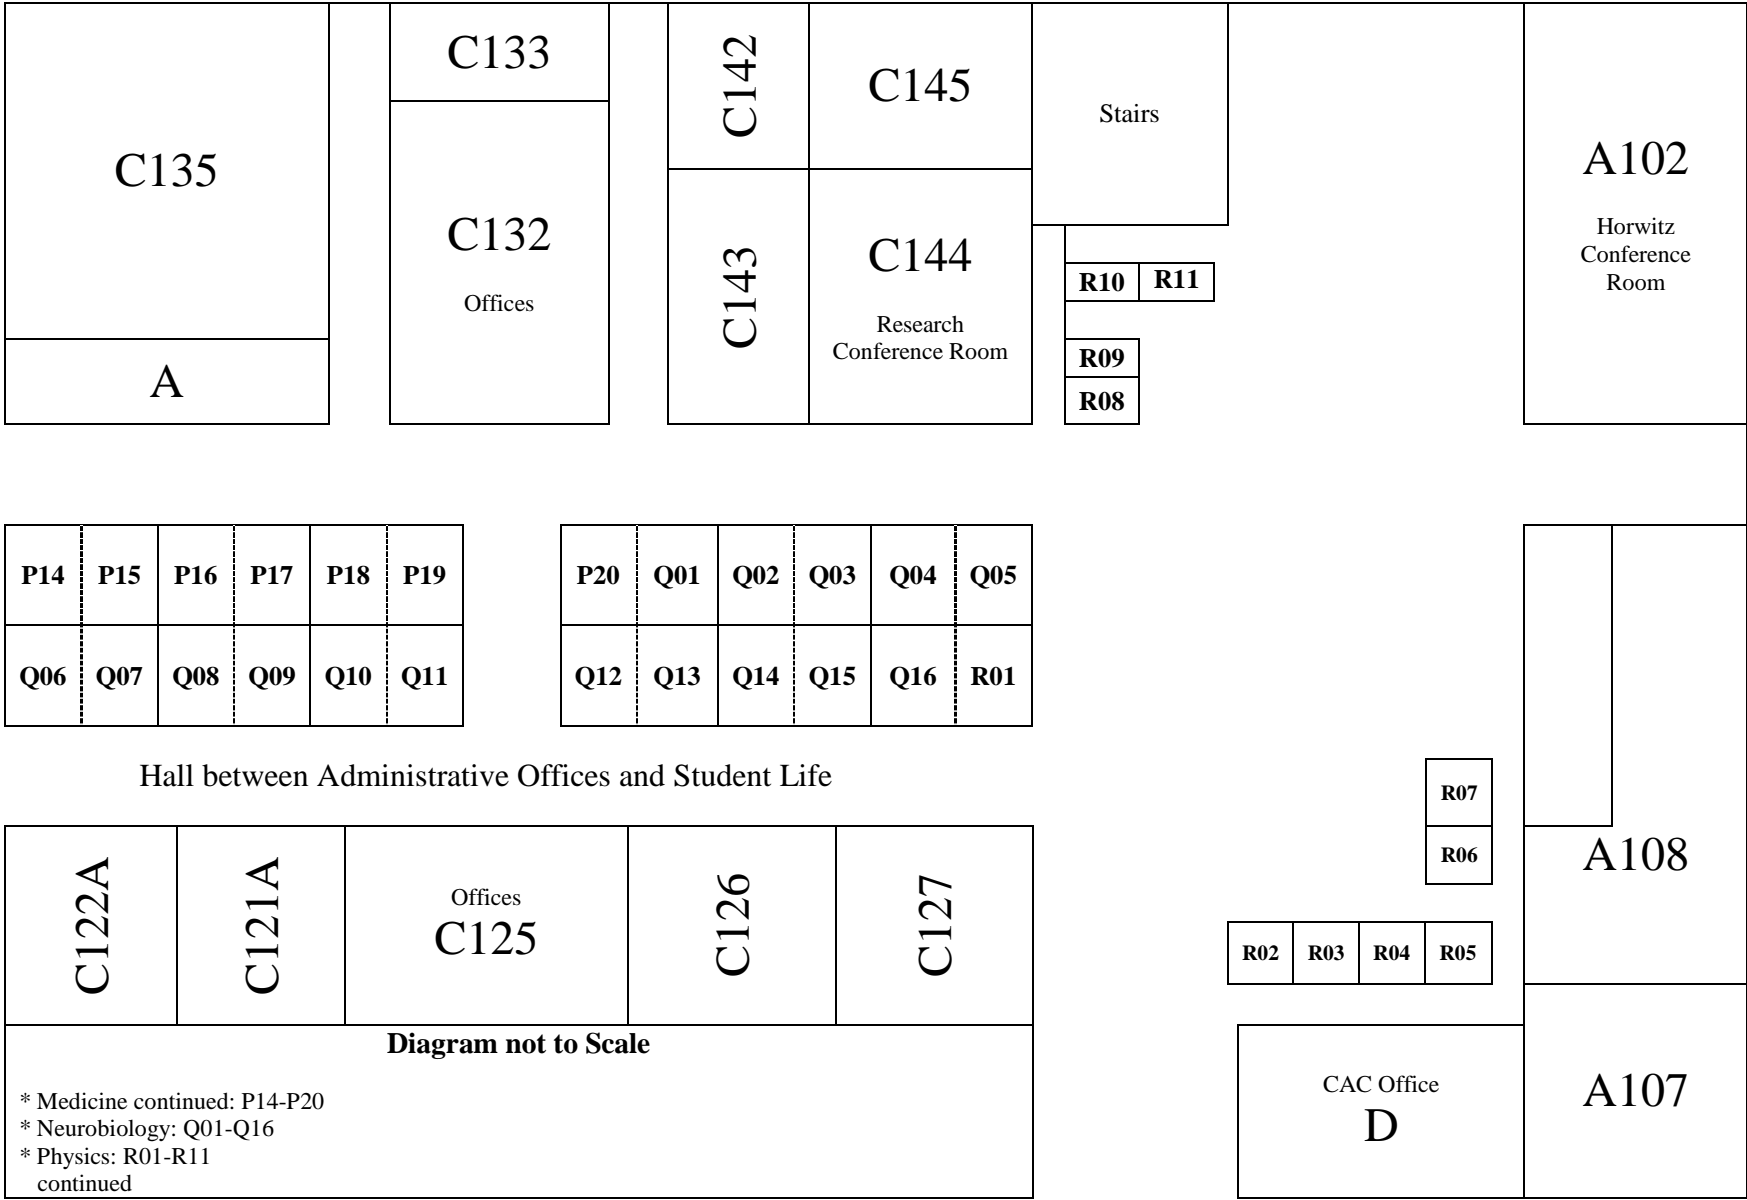 C135
A
C133
C132
Offices
C142
C143
C145
C144
Research
Conference Room
Stairs
R10 R11
R09
R08
A102
Horwitz
Conference
Room
P14 P15 P16 P17 P18 P19
Q06 Q07 Q08 Q09 Q10 Q11
P20 Q01 Q02 Q03 Q04 Q05
Q12 Q13 Q14 Q15 Q16 R01
Hall between Administrative Offices and Student Life
R07
R06
R02 R03 R04 R05
A108
C122A
C121A
Offices
C125
C126
C127
Diagram not to Scale
* Medicine continued: P14-P20
* Neurobiology: Q01-Q16
* Physics: R01-R11
continued
CAC Office
D
A107